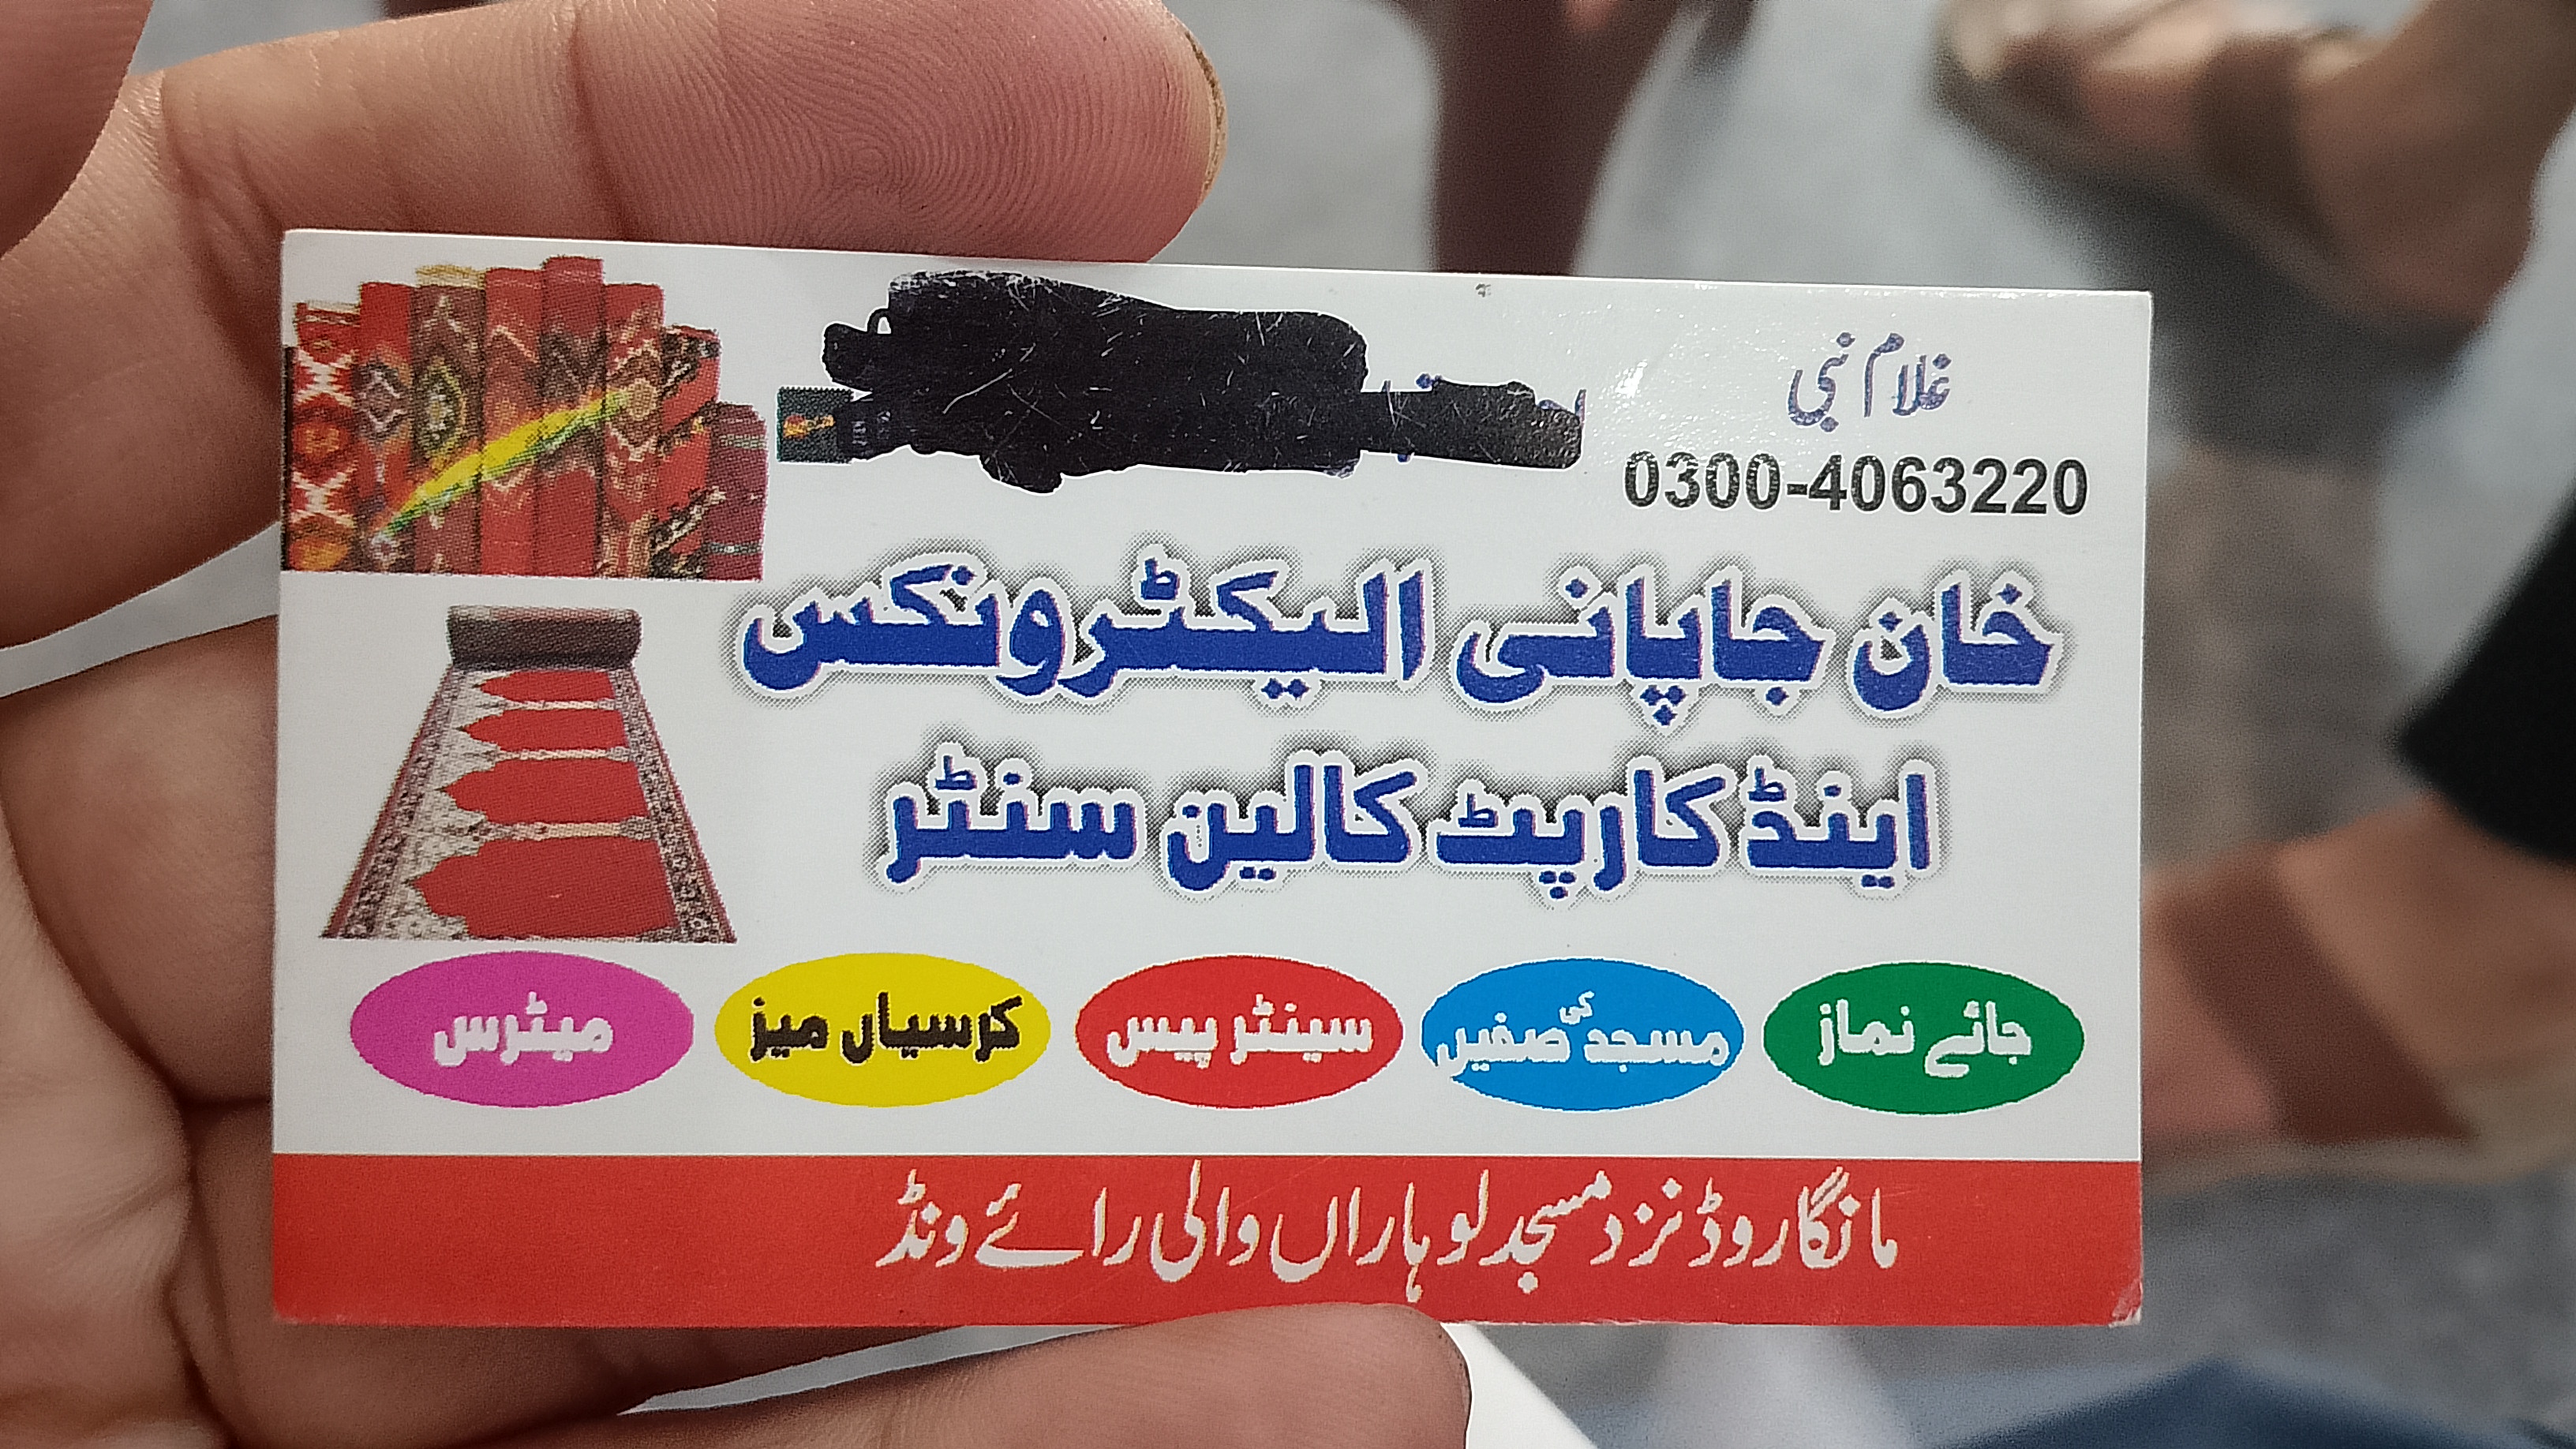 غلام نبی
0300-4063220
خان جاپانی الیکٹرونکس
اینڈ کارپٹ کالین سنٹر
جائے نماز
مسجد کی صفیں
سینٹر پیس
کرسیاں میز
میٹرس
مانگا روڈ نزد مسجد لوہاراں والی رائے ونڈ